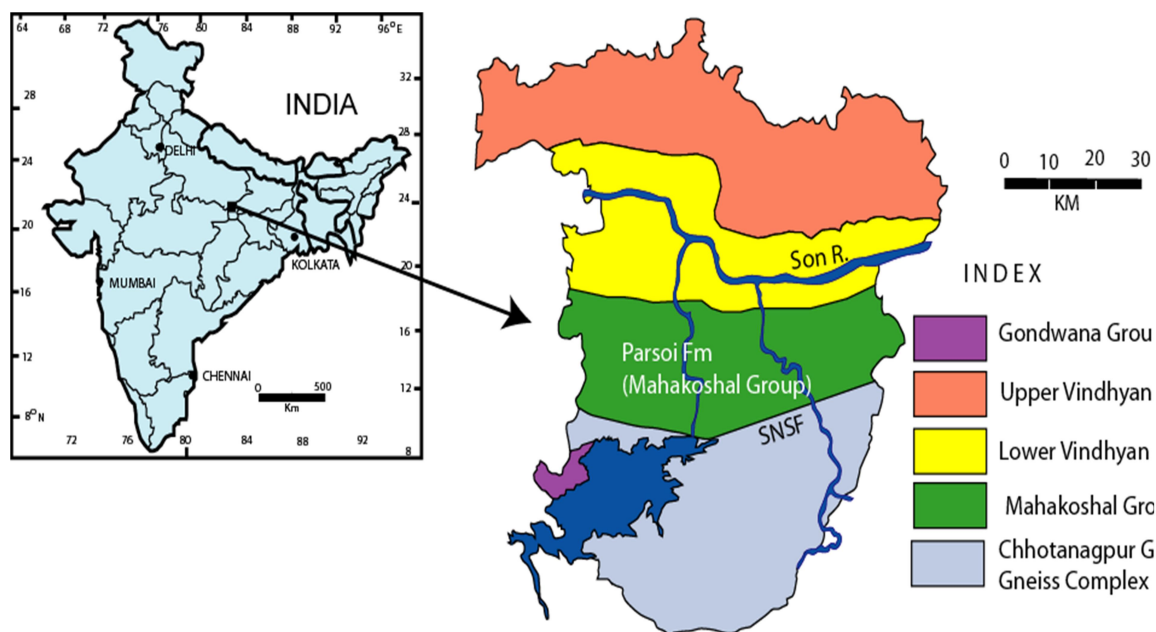 64 68 72 76 80 84 88 92 96°E
32
28
24
20
16
12
8
28
24
20
16
12
8°N
72 76 80 84 88 92
INDIA
DELHI
KOLKATA
MUMBAI
CHENNAI
0 500
Km
0 10 20 30
KM
Son R.
Parsoi Fm
(Mahakoshal Group)
SNSF
INDEX
Gondwana Grou
Upper Vindhyan
Lower Vindhyan
Mahakoshal Gro
Chhotanagpur G
Gneiss Complex